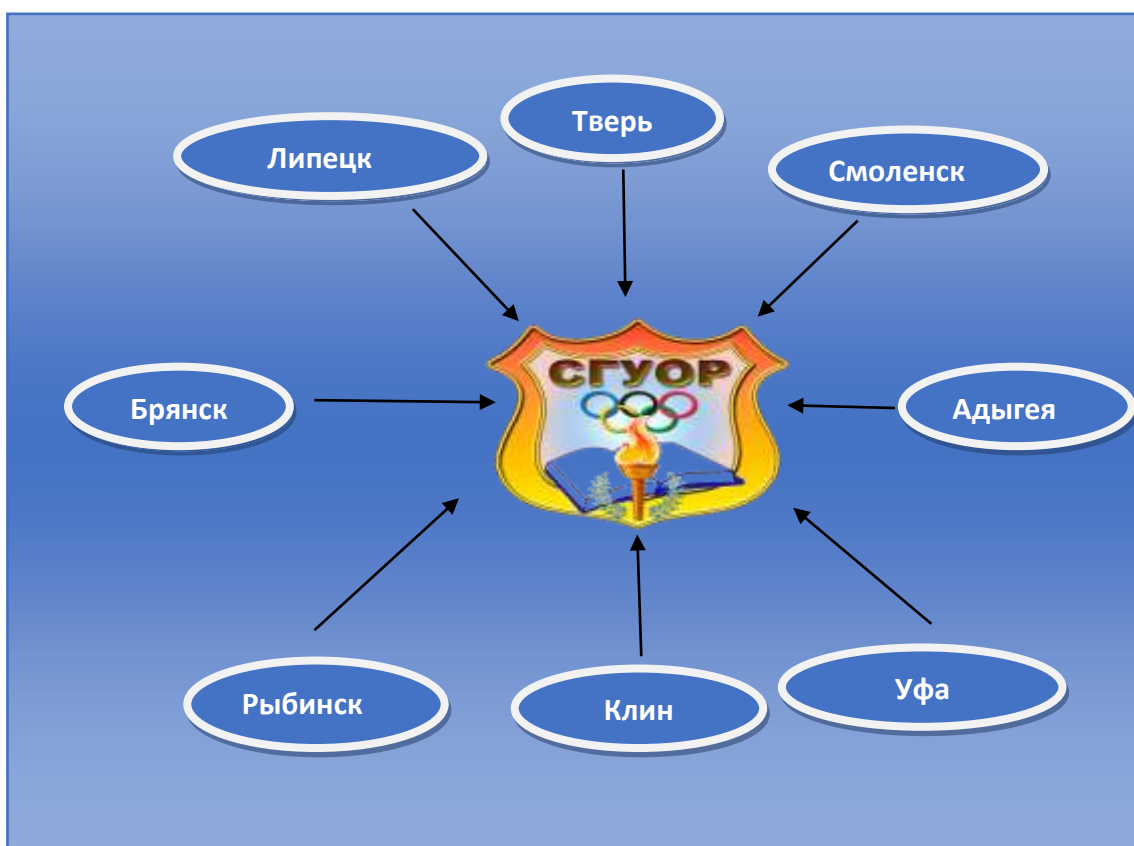 Тверь
Липецк
Смоленск
СГУОР
Брянск
Адыгея
Рыбинск
Клин
Уфа